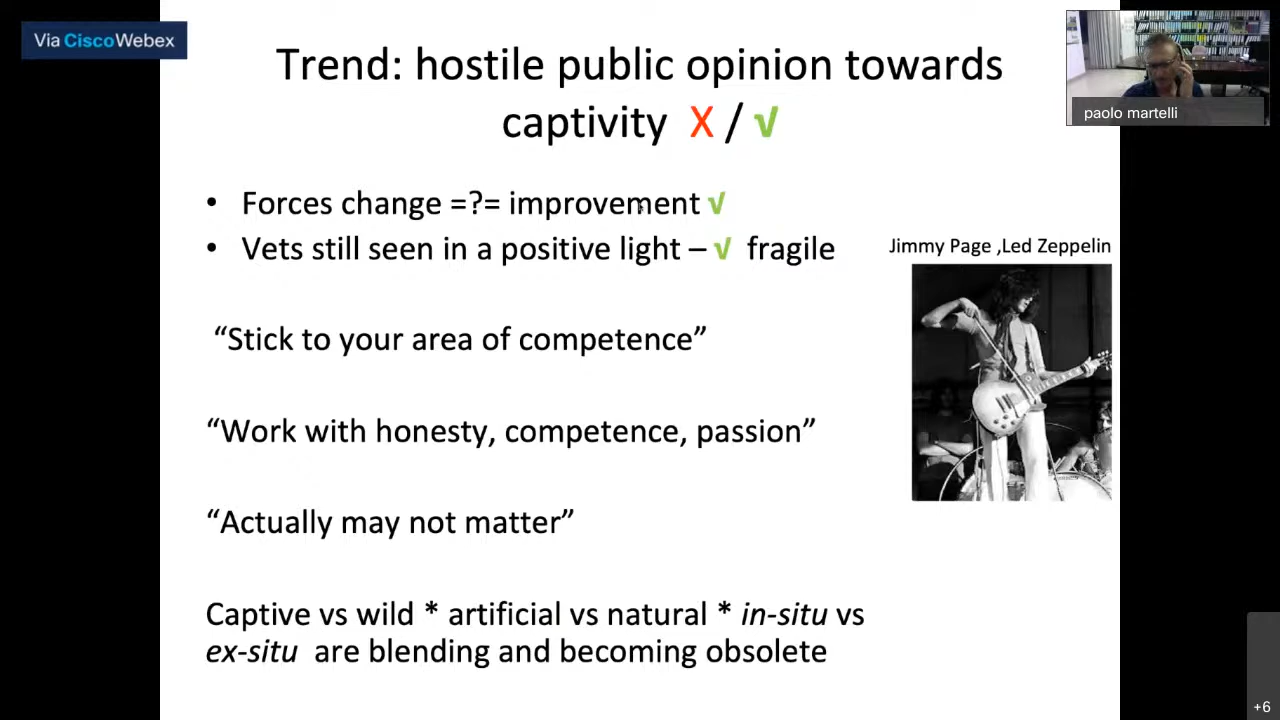 Via CiscoWebex
Trend: hostile public opinion towards
captivity X / √
paolo martelli
• Forces change =?= improvement √
• Vets still seen in a positive light – √ fragile
Jimmy Page ,Led Zeppelin
“Stick to your area of competence”
“Work with honesty, competence, passion”
“Actually may not matter”
Captive vs wild * artificial vs natural * in-situ vs
ex-situ are blending and becoming obsolete
+6